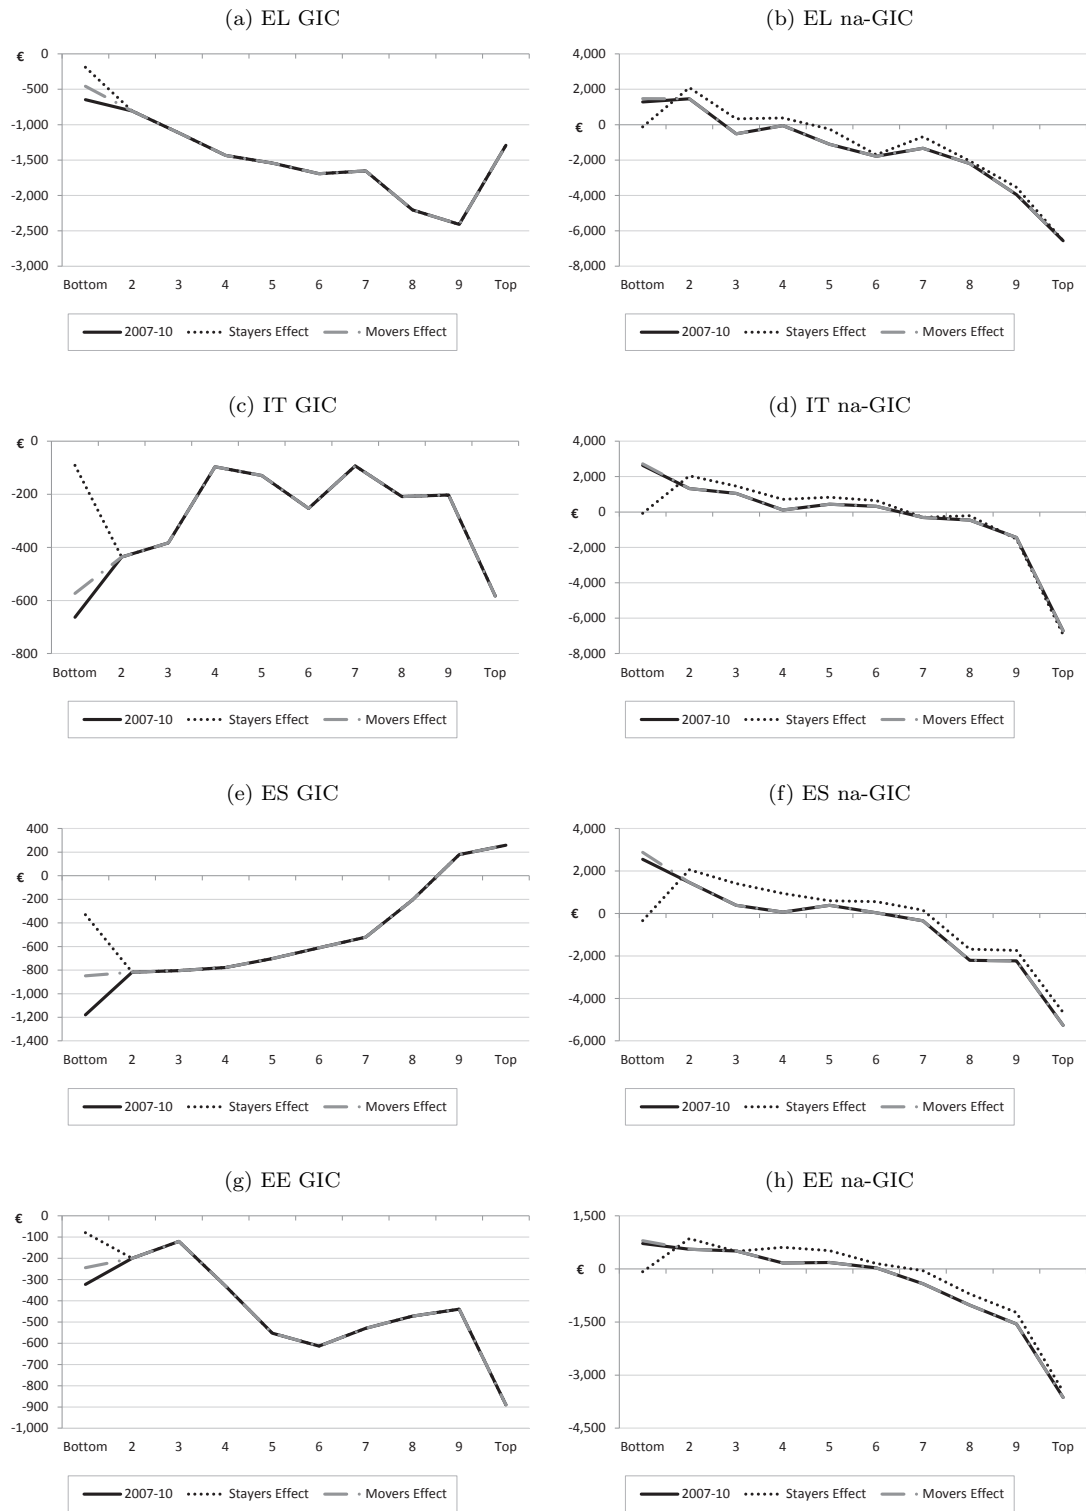 (a) EL GIC
€
0
-500
-1,000
-1,500
-2,000
-2,500
-3,000
Bottom 2 3 4 5 6 7 8 9 Top
2007-10 Stayers Effect Movers Effect
(b) EL na-GIC
4,000
2,000
€
0
-2,000
-4,000
-6,000
-8,000
Bottom 2 3 4 5 6 7 8 9 Top
2007-10 Stayers Effect Movers Effect
(c) IT GIC
€
0
-200
-400
-600
-800
Bottom 2 3 4 5 6 7 8 9 Top
2007-10 Stayers Effect Movers Effect
(d) IT na-GIC
4,000
2,000
€
0
-2,000
-4,000
-6,000
-8,000
Bottom 2 3 4 5 6 7 8 9 Top
2007-10 Stayers Effect Movers Effect
(e) ES GIC
400
200
€
0
-200
-400
-600
-800
-1,000
-1,200
-1,400
Bottom 2 3 4 5 6 7 8 9 Top
2007-10 Stayers Effect Movers Effect
(f) ES na-GIC
4,000
2,000
€
0
-2,000
-4,000
-6,000
Bottom 2 3 4 5 6 7 8 9 Top
2007-10 Stayers Effect Movers Effect
(g) EE GIC
€
0
-100
-200
-300
-400
-500
-600
-700
-800
-900
-1,000
Bottom 2 3 4 5 6 7 8 9 Top
2007-10 Stayers Effect Movers Effect
(h) EE na-GIC
1,500
€
0
-1,500
-3,000
-4,500
Bottom 2 3 4 5 6 7 8 9 Top
2007-10 Stayers Effect Movers Effect